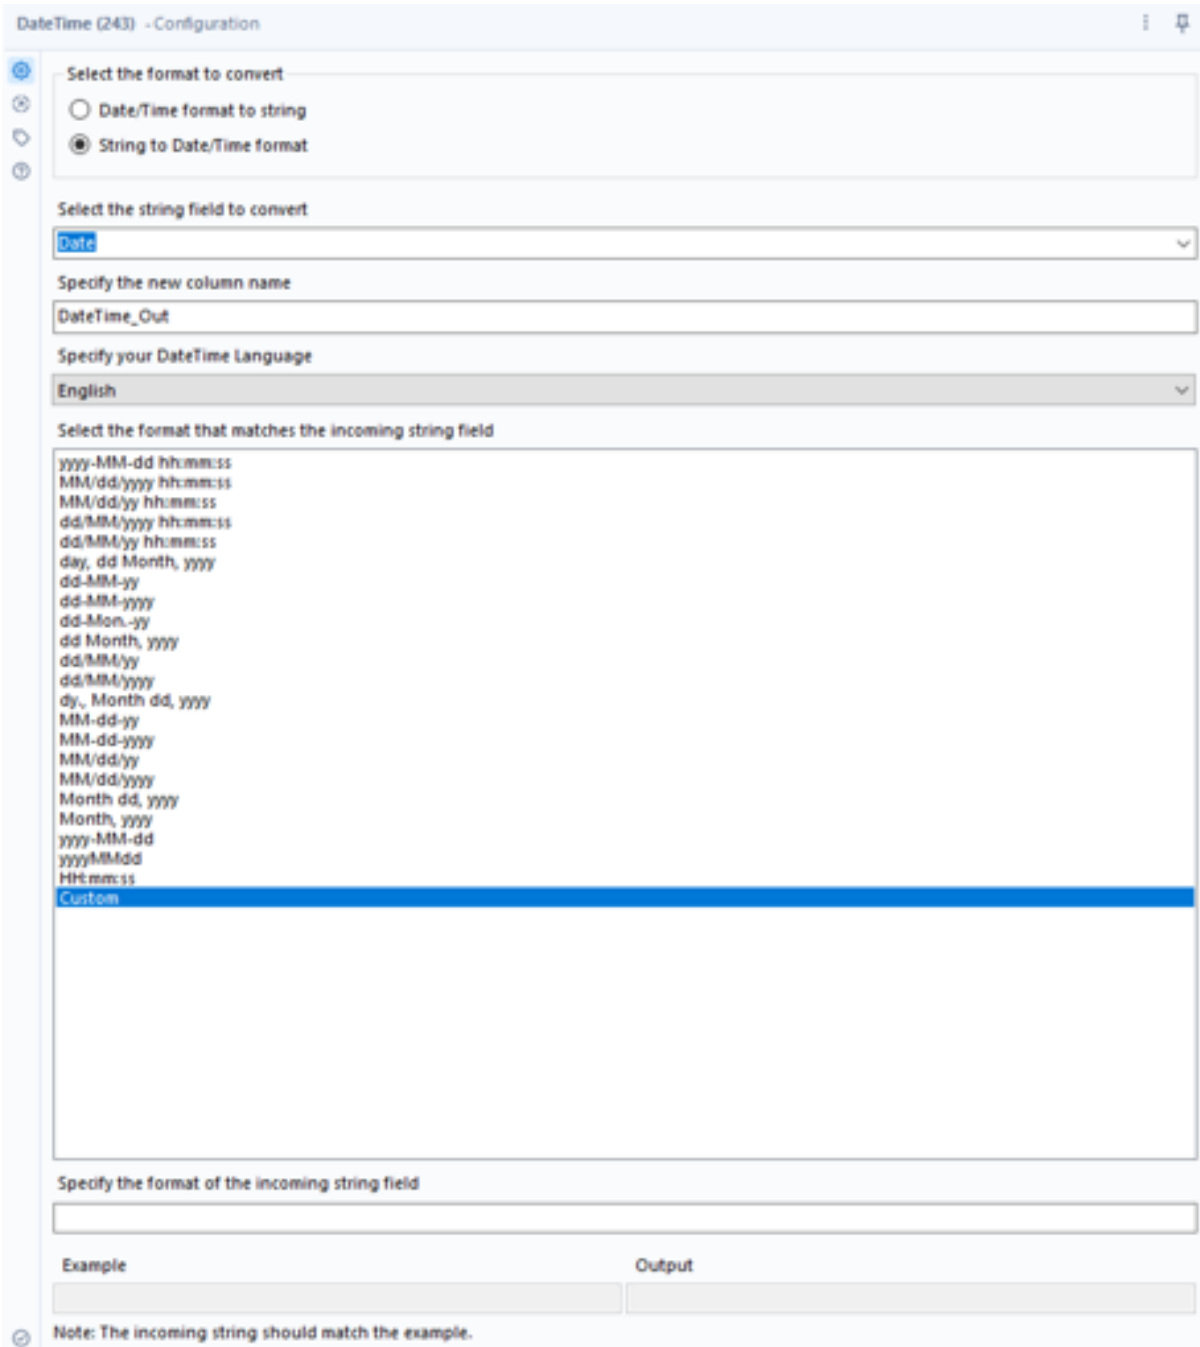 DateTime (243) - Configuration
Select the format to convert
Date/Time format to string
String to Date/Time format
Select the string field to convert
Date
Specify the new column name
DateTime_Out
Specify your DateTime Language
English
Select the format that matches the incoming string field
yyyy-MM-dd hh:mm:ss
MM/dd/yyyy hh:mm:ss
MM/dd/yy hh:mm:ss
dd/MM/yyyy hh:mm:ss
dd/MM/yy hh:mm:ss
day, dd Month, yyyy
dd-MM-yy
dd-MM-yyyy
dd-Mon.-yy
dd Month, yyyy
dd/MM/yy
dd/MM/yyyy
dy., Month dd, yyyy
MM-dd-yy
MM-dd-yyyy
MM/dd/yy
MM/dd/yyyy
Month dd, yyyy
Month, yyyy
yyyy-MM-dd
yyyyMMdd
HH:mm:ss
Custom
Specify the format of the incoming string field
Example Output
Note: The incoming string should match the example.